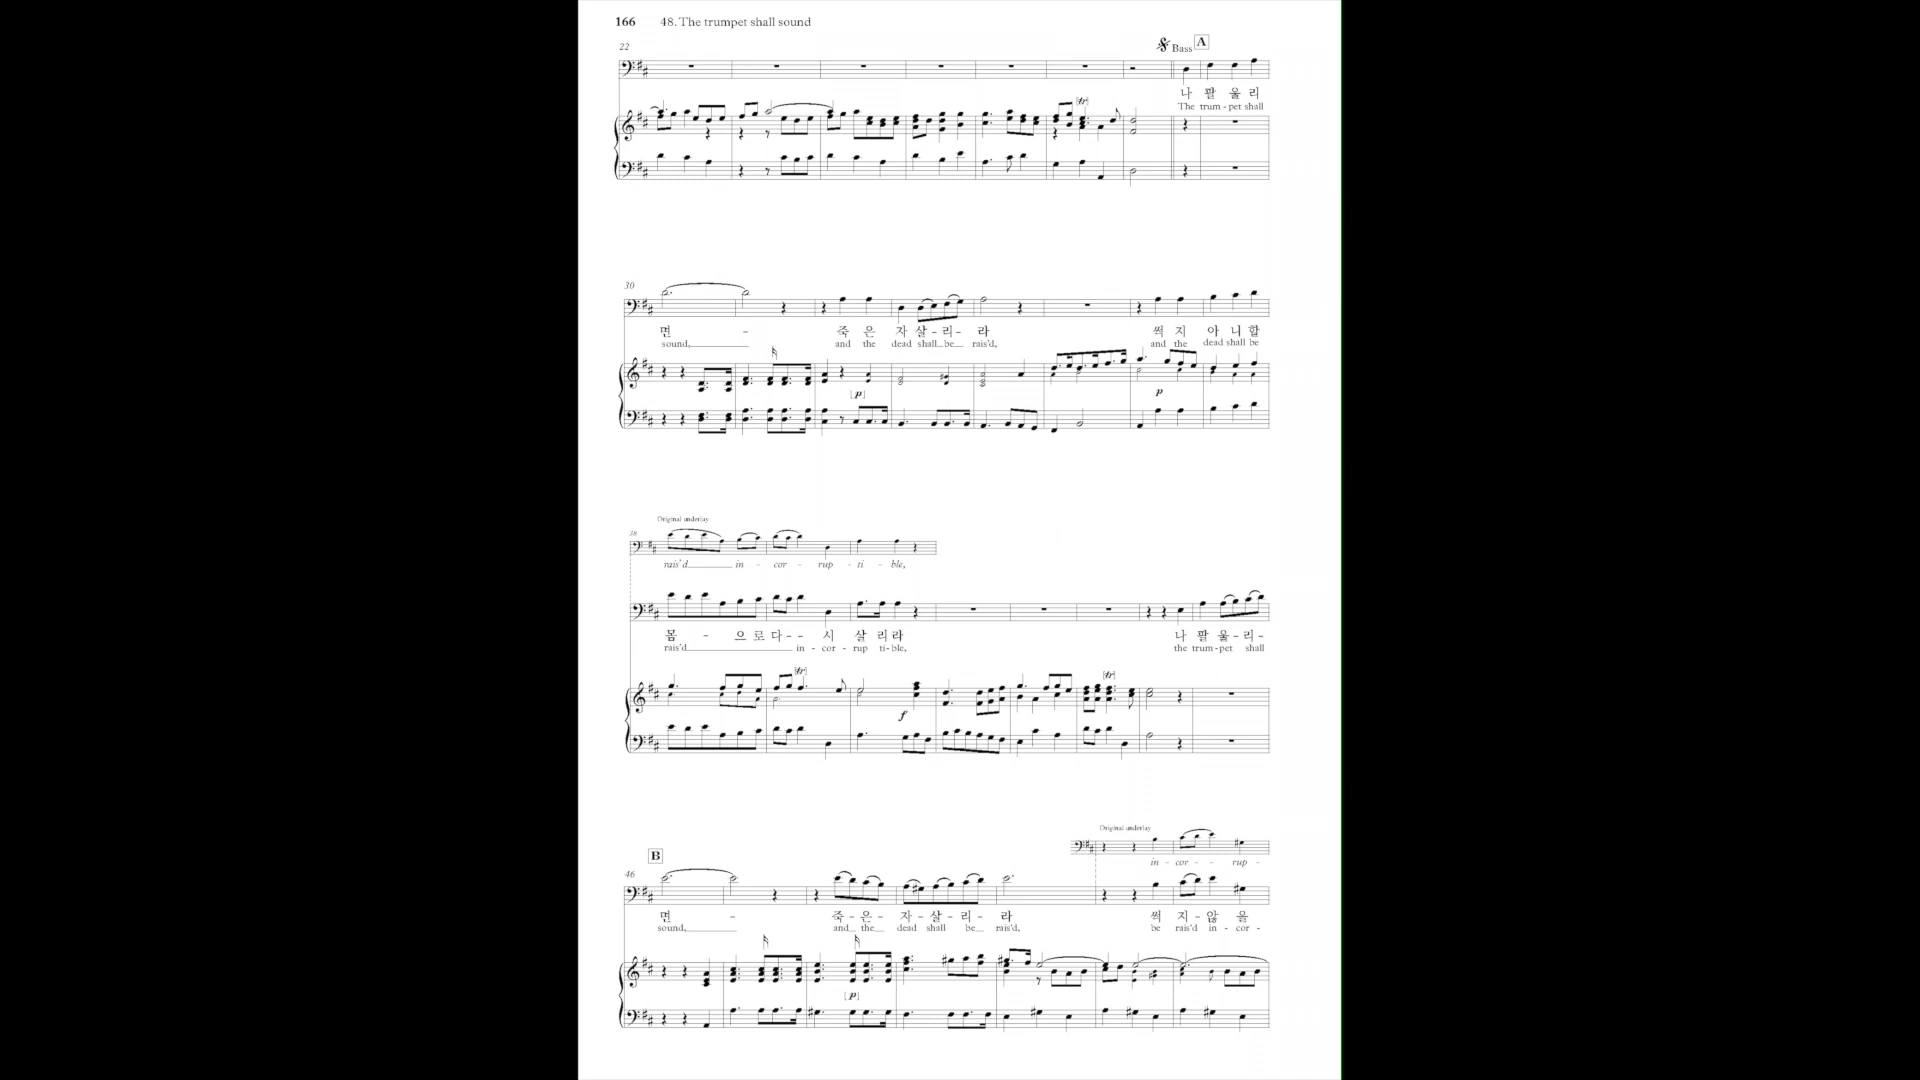 166 48. The trumpet shall sound
22
Bass A
나 팔 울 리
The trum - pet shall
[tr]
30
면 - 죽 은 자 살 - 리 - 라 썩 지 아 니 할
sound, and the dead shall be rais'd, and the dead shall be
[p] p
Original underlay
38
rais'd in - cor - rup - ti - ble,
몸 - 으 로 다 - - 시 살 리 라 나 팔 울 - 리 -
rais'd in - cor - rup ti - ble, the trum - pet shall
[tr] [tr]
f
Original underlay
in - cor - - rup -
B
46
면 - 죽 - 은 - 자 - 살 - 리 - 라 썩 지 - 않 을
sound, and the dead shall be rais'd, be rais'd in - cor -
[p]